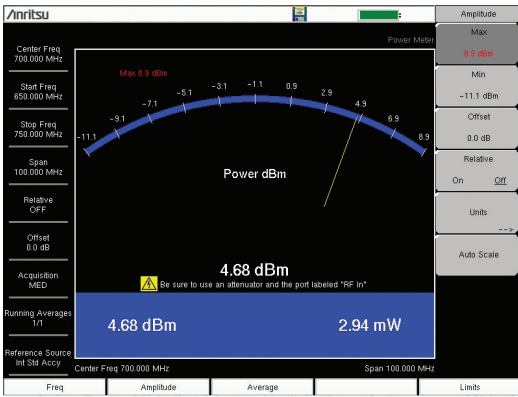 Anritsu
Power Meter
Center Freq
700.000 MHz
Start Freq
650.000 MHz
Stop Freq
750.000 MHz
Span
100.000 MHz
Relative
OFF
Offset
0.0 dB
Acquisition
MED
Running Averages
1/1
Reference Source
Int Std Accy
Max 8.9 dBm
-11.1
-9.1
-7.1
-5.1
-3.1
-1.1
0.9
2.9
4.9
6.9
8.9
Power dBm
4.68 dBm
Be sure to use an attenuator and the port labeled "RF In"
4.68 dBm
2.94 mW
Center Freq 700.000 MHz
Span 100.000 MHz
Amplitude
Max
8.9 dBm
Min
-11.1 dBm
Offset
0.0 dB
Relative
On Off
Units
-->
Auto Scale
Freq
Amplitude
Average
Limits